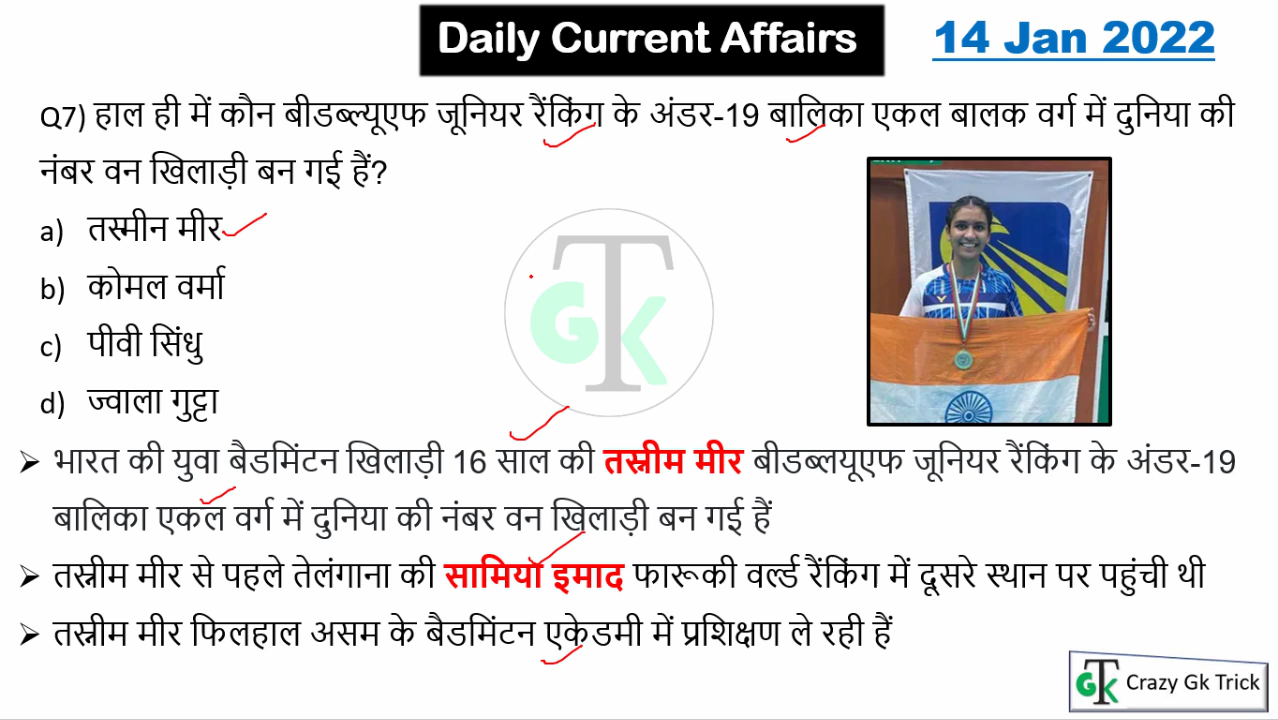 Daily Current Affairs 14 Jan 2022
Q7) हाल ही में कौन बीडब्ल्यूएफ जूनियर रैंकिंग के अंडर-19 बालिका एकल बालक वर्ग में दुनिया की
नंबर वन खिलाड़ी बन गई हैं?
a) तस्मीन मीर
b) कोमल वर्मा
c) पीवी सिंधु
d) ज्वाला गुट्टा
GTK
➢ भारत की युवा बैडमिंटन खिलाड़ी 16 साल की तस्नीम मीर बीडब्लयूएफ जूनियर रैंकिंग के अंडर-19
बालिका एकल वर्ग में दुनिया की नंबर वन खिलाड़ी बन गई हैं
➢ तस्नीम मीर से पहले तेलंगाना की सामिया इमाद फारूकी वर्ल्ड रैंकिंग में दूसरे स्थान पर पहुंची थी
➢ तस्नीम मीर फिलहाल असम के बैडमिंटन एकेडमी में प्रशिक्षण ले रही हैं
GTK Crazy Gk Trick